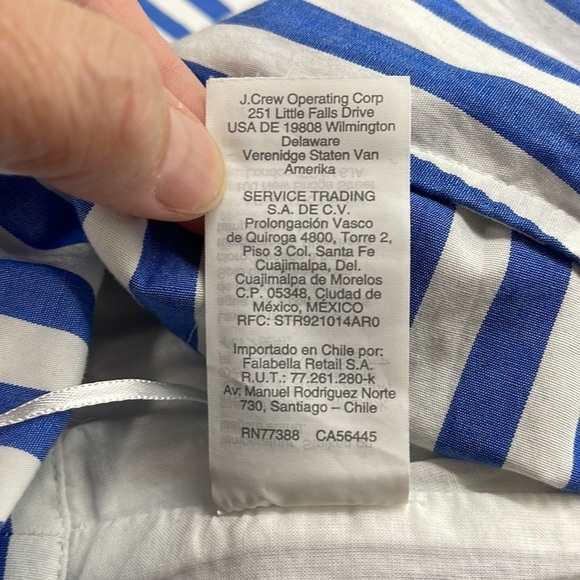 J.Crew Operating Corp
251 Little Falls Drive
USA DE 19808 Wilmington
Delaware
Verenidge Staten Van
Amerika
SERVICE TRADING
S.A. DE C.V.
Prolongación Vasco
de Quiroga 4800, Torre 2,
Piso 3 Col. Santa Fe
Cuajimalpa, Del.
Cuajimalpa de Morelos
C.P. 05348, Ciudad de
México, MÉXICO
RFC: STR921014AR0
Importado en Chile por:
Falabella Retail S.A.
R.U.T.: 77.261.280-k
Av. Manuel Rodriguez Norte
730, Santiago – Chile
RN77388 CA56445